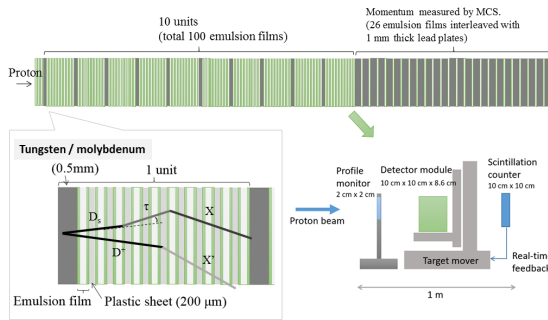 10 units
(total 100 emulsion films)
Momentum measured by MCS.
(26 emulsion films interleaved with
1 mm thick lead plates)
Proton
Tungsten / molybdenum
(0.5mm)
1 unit
Ds
τ
X
D+
X'
Emulsion film
Plastic sheet (200 μm)
Proton beam
Profile
monitor
2 cm x 2 cm
Detector module
10 cm x 10 cm x 8.6 cm
Scintillation
counter
10 cm x 10 cm
Target mover
Real-time
feedback
1 m